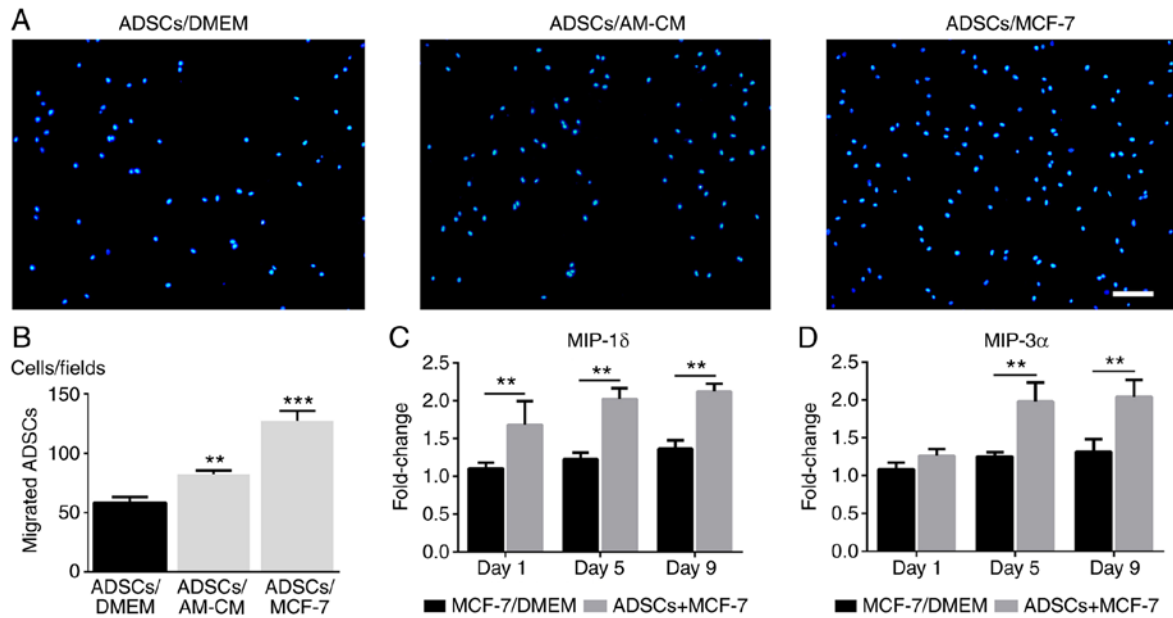 A
ADSCs/DMEM
ADSCs/AM-CM
ADSCs/MCF-7
B
Cells/fields
Migrated ADSCs
150
100
50
0
**
***
ADSCs/
DMEM
ADSCs/
AM-CM
ADSCs/
MCF-7
C
MIP-1δ
Fold-change
2.5
2.0
1.5
1.0
0.5
0.0
**
**
**
Day 1
Day 5
Day 9
MCF-7/DMEM
ADSCs+MCF-7
D
MIP-3α
Fold-change
2.5
2.0
1.5
1.0
0.5
0.0
**
**
Day 1
Day 5
Day 9
MCF-7/DMEM
ADSCs+MCF-7